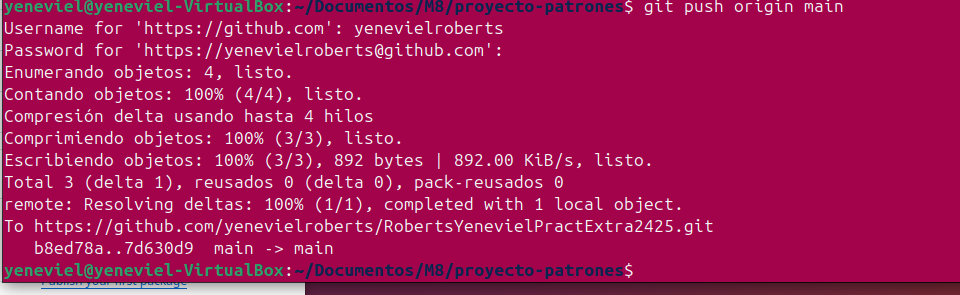 yeneviel@yeneviel-VirtualBox:~/Documentos/M8/proyecto-patrones$ git push origin main
Username for 'https://github.com': yenevielroberts
Password for 'https://yenevielroberts@github.com':
Enumerando objetos: 4, listo.
Contando objetos: 100% (4/4), listo.
Compresión delta usando hasta 4 hilos
Comprimiendo objetos: 100% (3/3), listo.
Escribiendo objetos: 100% (3/3), 892 bytes | 892.00 KiB/s, listo.
Total 3 (delta 1), reusados 0 (delta 0), pack-reusados 0
remote: Resolving deltas: 100% (1/1), completed with 1 local object.
To https://github.com/yenevielroberts/RobertsYenevielPractExtra2425.git
   b8ed78a..7d630d9  main -> main
yeneviel@yeneviel-VirtualBox:~/Documentos/M8/proyecto-patrones$
Publish your first package